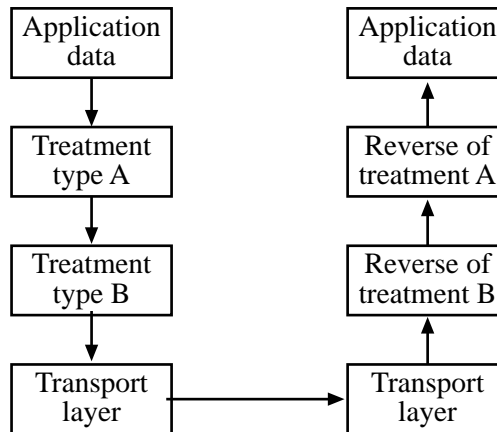 Application
data
Treatment
type A
Treatment
type B
Transport
layer
Application
data
Reverse of
treatment A
Reverse of
treatment B
Transport
layer